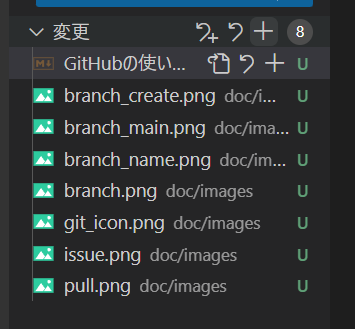 変更 8
GitHubの使い... U
branch_create.png doc/i... U
branch_main.png doc/ima... U
branch_name.png doc/im... U
branch.png doc/images U
git_icon.png doc/images U
issue.png doc/images U
pull.png doc/images U